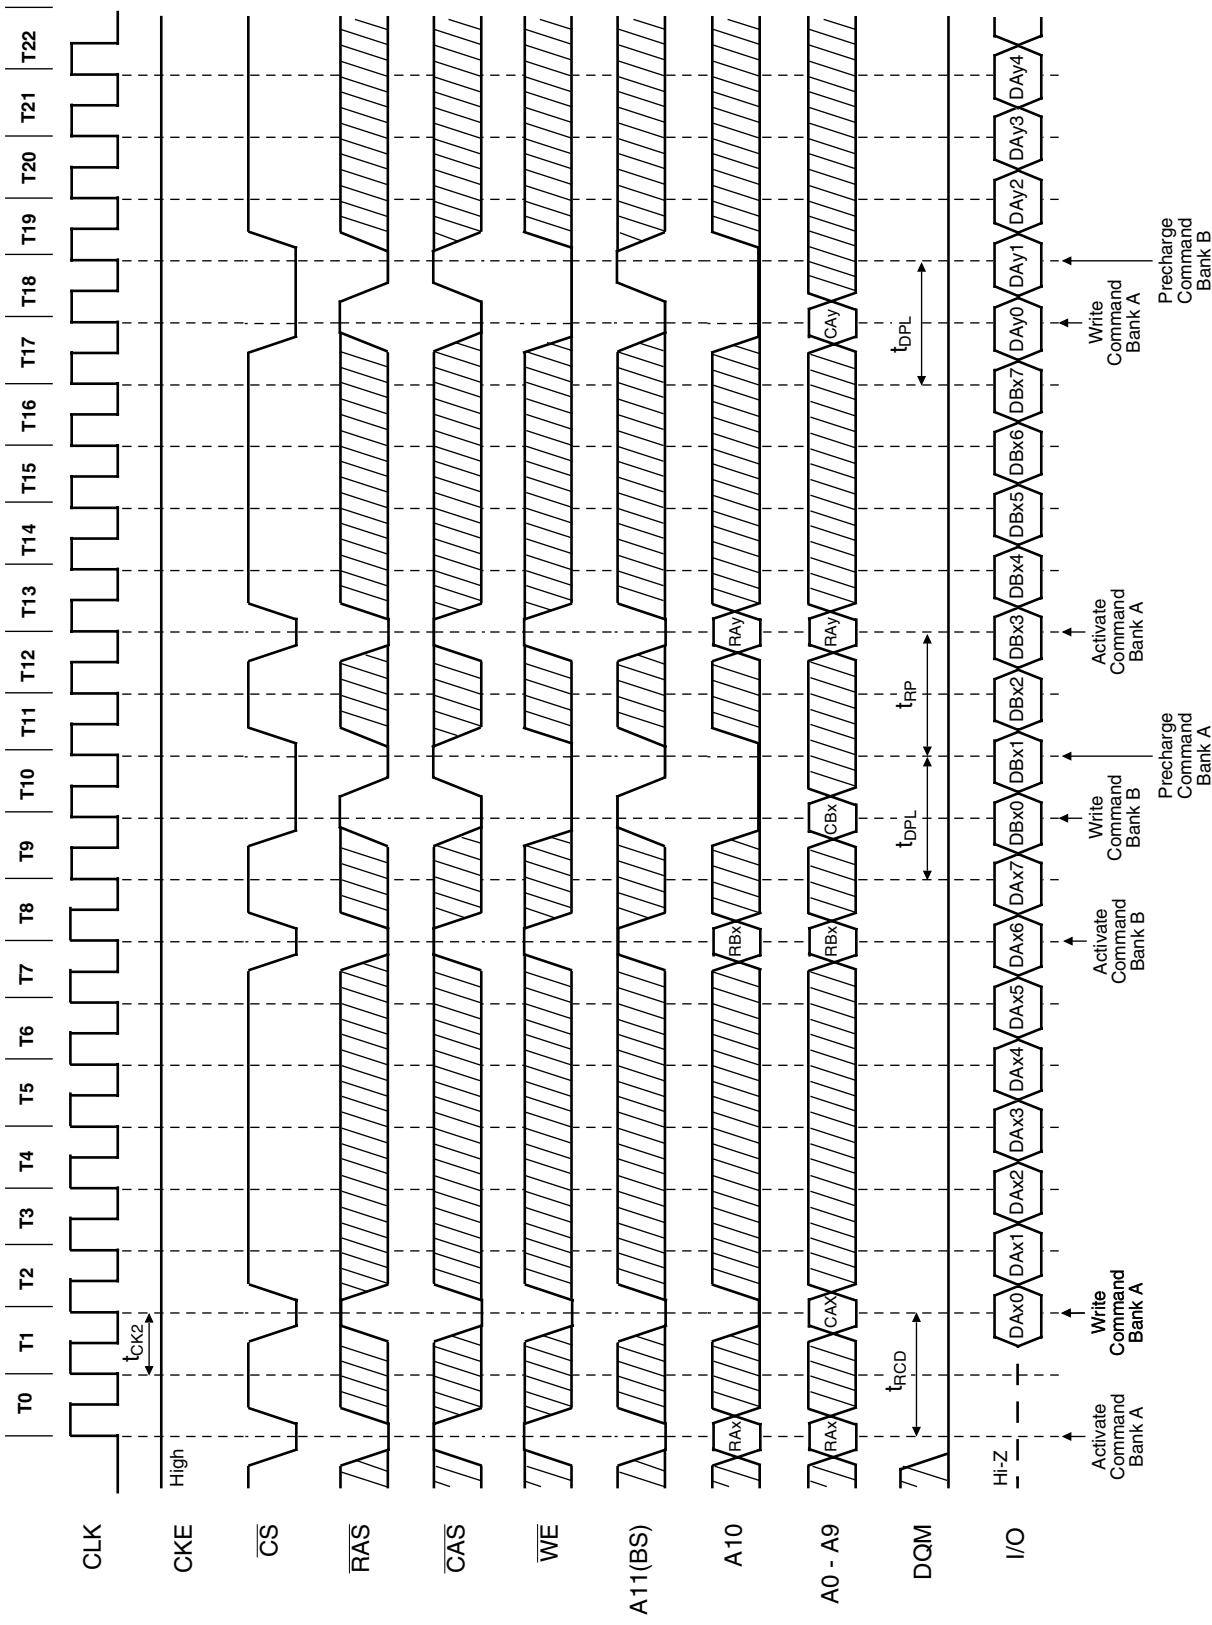 T0 T1 T2 T3 T4 T5 T6 T7 T8 T9 T10 T11 T12 T13 T14 T15 T16 T17 T18 T19 T20 T21 T22
CLK
tCK2
CKE
High
CS
RAS
CAS
WE
A11(BS)
A10
RAx RBx RAy
A0 - A9
RAx CAX RBx CBx RAy CAy
DQM
tRCD tDPL tRP tDPL
I/O
Hi-Z
DAx0 DAx1 DAx2 DAx3 DAx4 DAx5 DAx6 DAx7 DBx0 DBx1 DBx2 DBx3 DBx4 DBx5 DBx6 DBx7 DAy0 DAy1 DAy2 DAy3 DAy4
Activate
Command
Bank A
Write
Command
Bank A
Activate
Command
Bank B
Write
Command
Bank B
Precharge
Command
Bank A
Activate
Command
Bank A
Write
Command
Bank A
Precharge
Command
Bank B